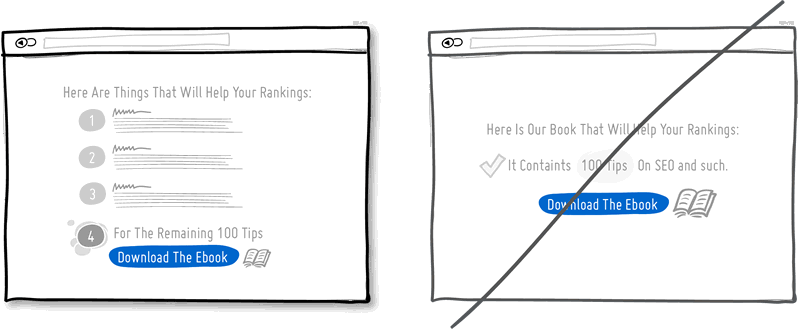 Here Are Things That Will Help Your Rankings:
1
2
3
4 For The Remaining 100 Tips
Download The Ebook
Here Is Our Book That Will Help Your Rankings:
It Containts 100 Tips On SEO and such.
Download The Ebook